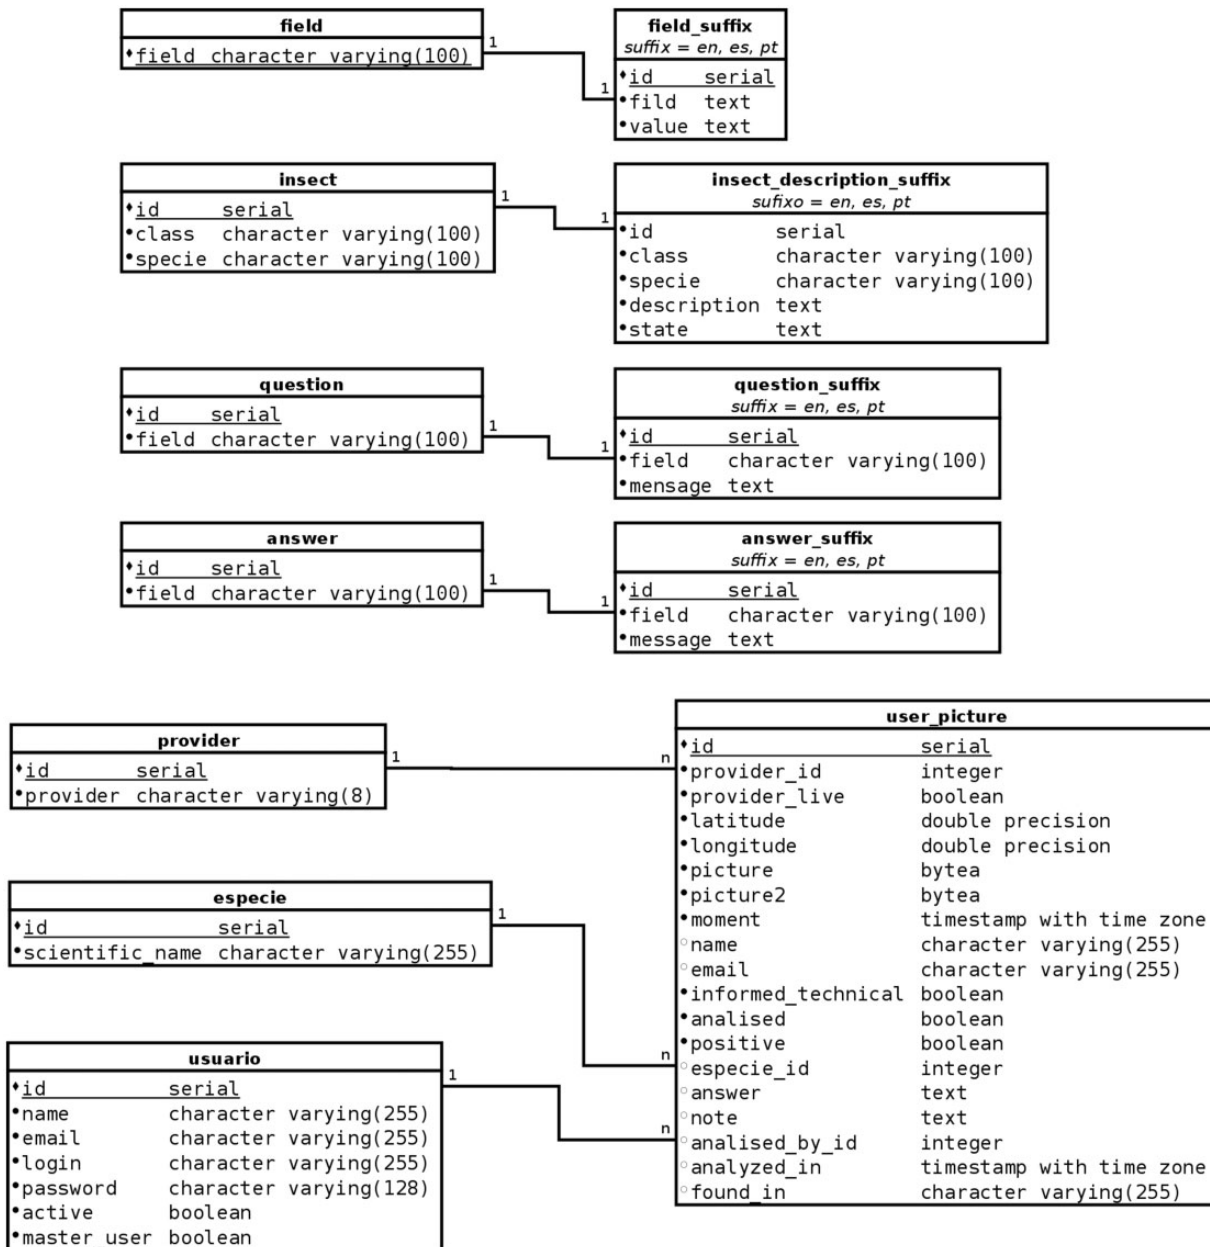 field
field character varying(100)
1
field_suffix
suffix = en, es, pt
id serial
1
fild text
value text
insect
id serial
class character varying(100)
specie character varying(100)
1
insect_description_suffix
sufixo = en, es, pt
1
id serial
class character varying(100)
specie character varying(100)
description text
state text
question
id serial
field character varying(100)
1
question_suffix
suffix = en, es, pt
id serial
1
field character varying(100)
mensage text
answer
id serial
field character varying(100)
1
answer_suffix
suffix = en, es, pt
id serial
1
field character varying(100)
message text
provider
id serial
provider character varying(8)
1
especie
id serial
scientific_name character varying(255)
1
usuario
id serial
name character varying(255)
email character varying(255)
login character varying(255)
password character varying(128)
active boolean
master_user boolean
1
user_picture
id serial
n
provider_id integer
provider_live boolean
latitude double precision
longitude double precision
picture bytea
picture2 bytea
moment timestamp with time zone
name character varying(255)
email character varying(255)
informed_technical boolean
analised boolean
positive boolean
n
especie_id integer
answer text
note text
n
analised_by_id integer
analyzed_in timestamp with time zone
found_in character varying(255)